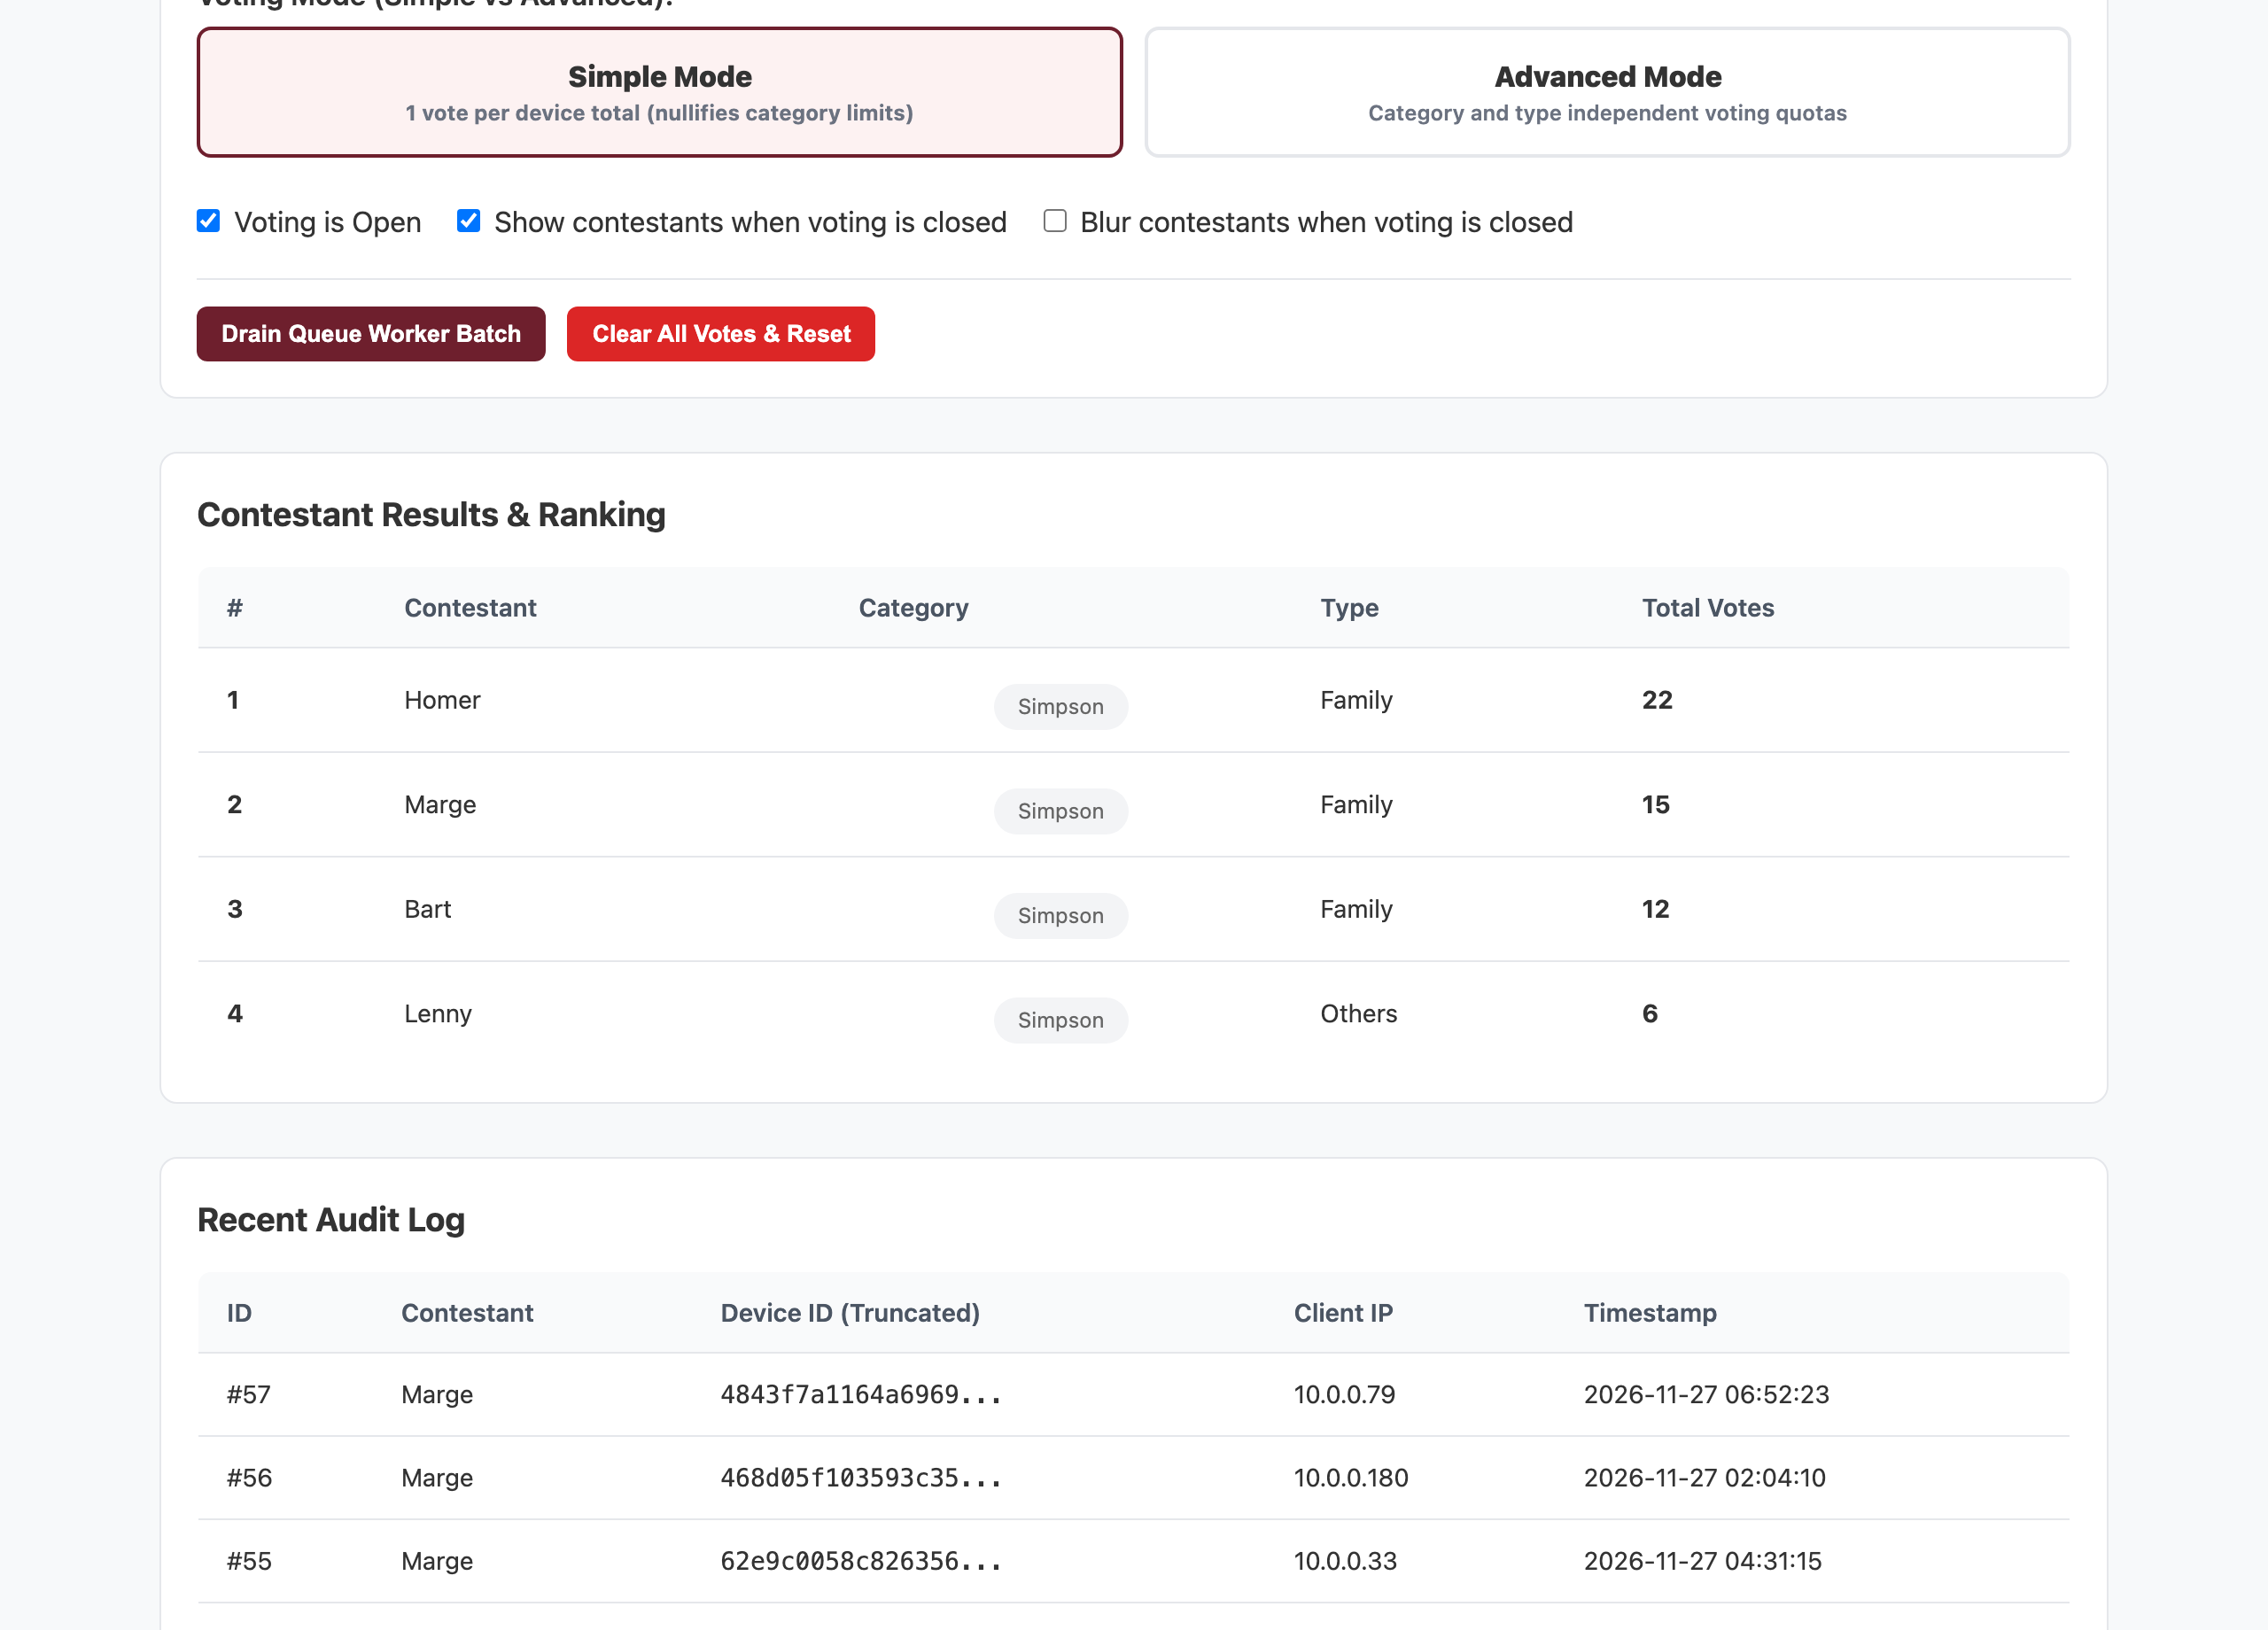 Voting Mode (Simple vs Advanced):
Simple Mode
1 vote per device total (nullifies category limits)
Advanced Mode
Category and type independent voting quotas
Voting is Open
Show contestants when voting is closed
Blur contestants when voting is closed
Drain Queue Worker Batch
Clear All Votes & Reset
Contestant Results & Ranking
# Contestant Category Type Total Votes
1 Homer Simpson Family 22
2 Marge Simpson Family 15
3 Bart Simpson Family 12
4 Lenny Simpson Others 6
Recent Audit Log
ID Contestant Device ID (Truncated) Client IP Timestamp
#57 Marge 4843f7a1164a6969... 10.0.0.79 2026-11-27 06:52:23
#56 Marge 468d05f103593c35... 10.0.0.180 2026-11-27 02:04:10
#55 Marge 62e9c0058c826356... 10.0.0.33 2026-11-27 04:31:15